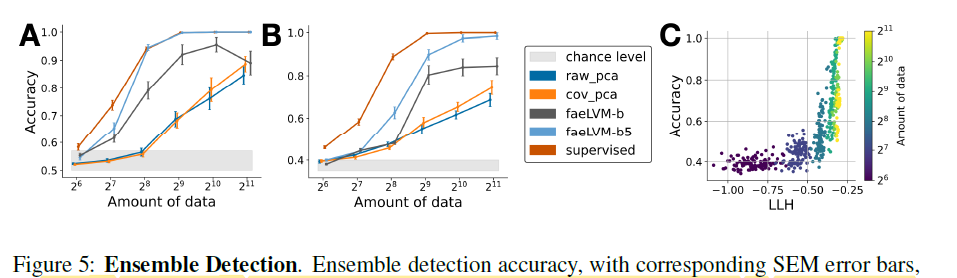 A
B
C
1.0
0.9
0.8
0.7
0.6
0.5
Accuracy
2^6
2^7
2^8
2^9
2^10
2^11
Amount of data
1.0
0.8
0.6
0.4
2^6
2^7
2^8
2^9
2^10
2^11
Amount of data
chance level
raw_pca
cov_pca
faeLVM-b
faeLVM-b5
supervised
1.0
0.8
0.6
0.4
Accuracy
−1.00
−0.75
−0.50
−0.25
LLH
2^11
2^10
2^9
2^8
2^7
2^6
Amount of data
Figure 5: Ensemble Detection. Ensemble detection accuracy, with corresponding SEM error bars,